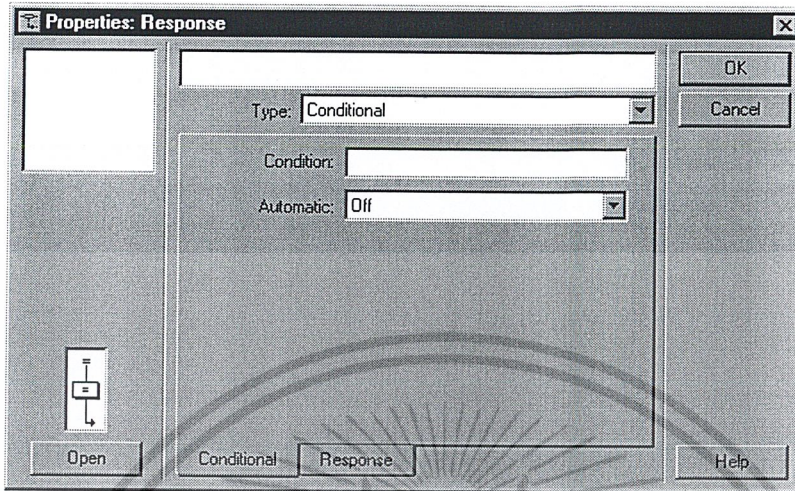 Properties: Response
OK
Type: Conditional
Cancel
Condition:
Automatic: Off
=
=
Open
Conditional
Response
Help